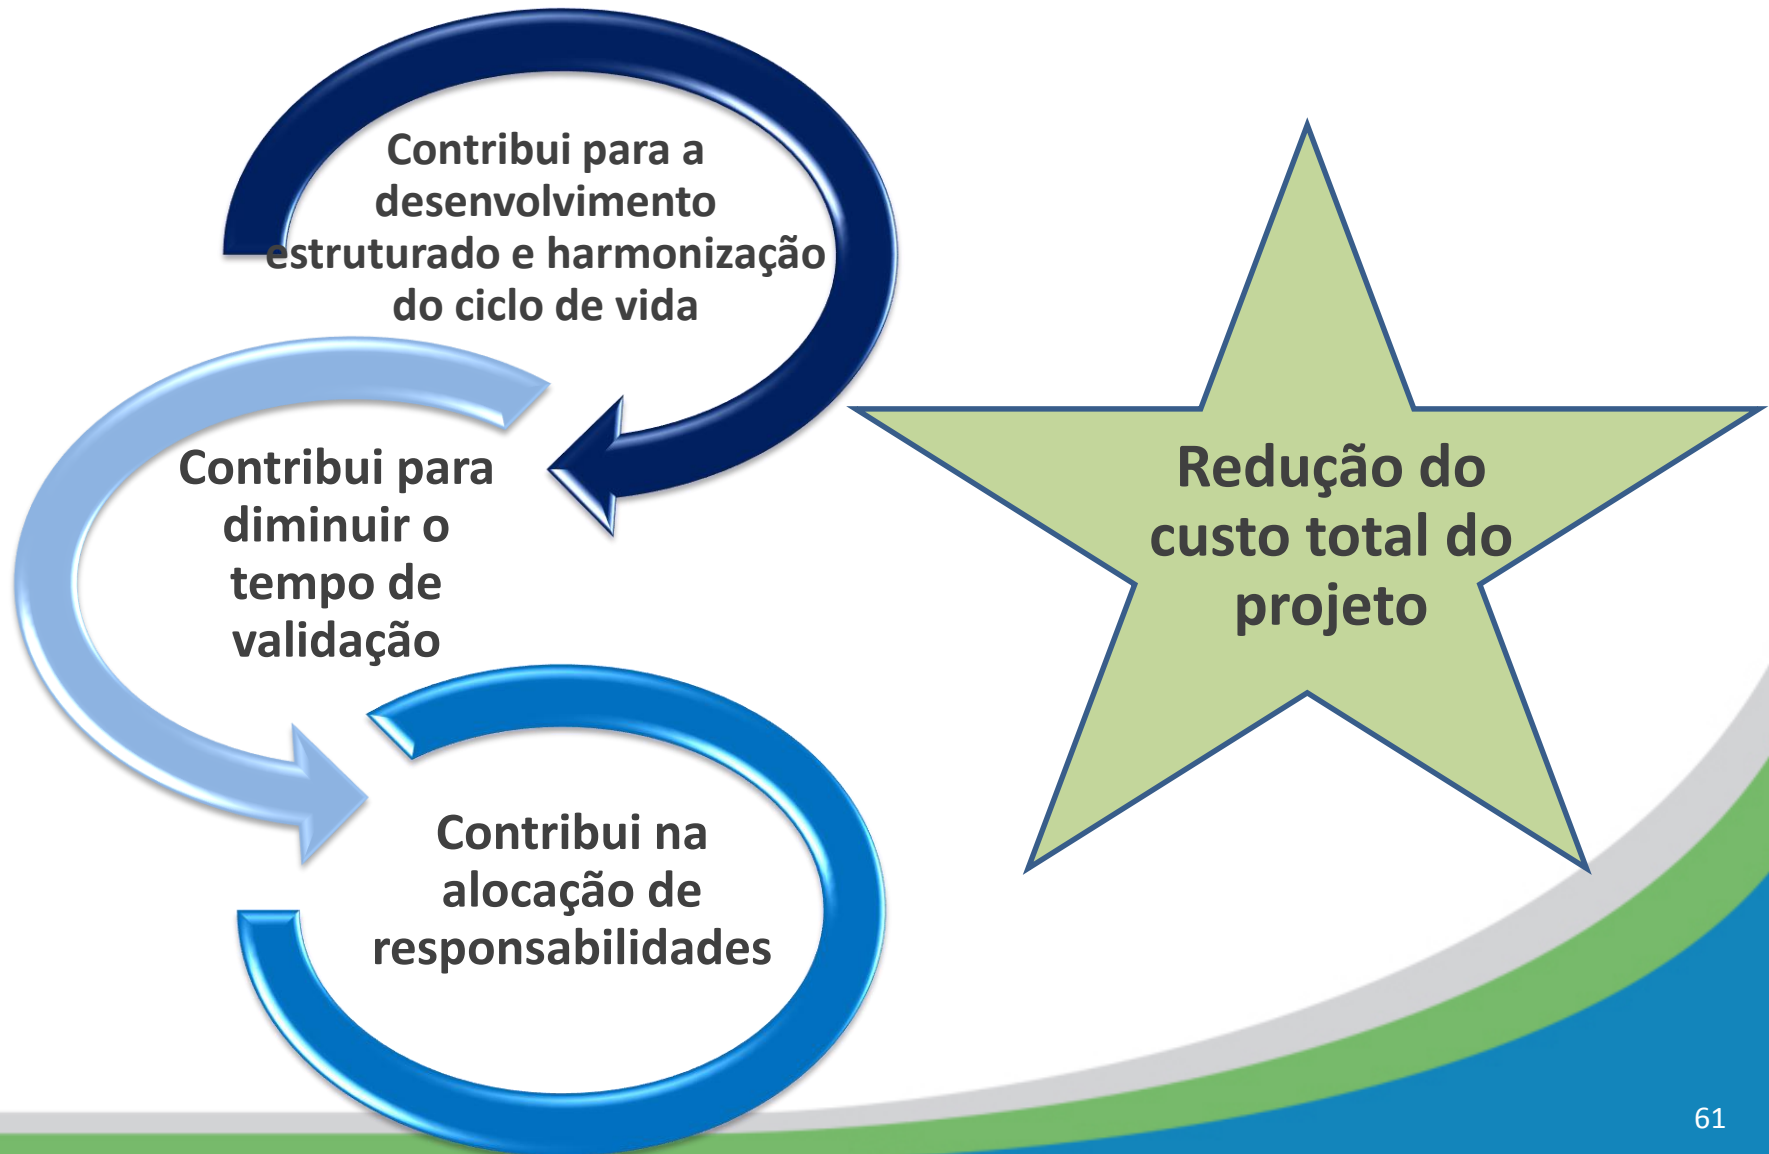 Contribui para a
desenvolvimento
estruturado e harmonização
do ciclo de vida
Contribui para
diminuir o
tempo de
validação
Contribui na
alocação de
responsabilidades
Redução do
custo total do
projeto
61